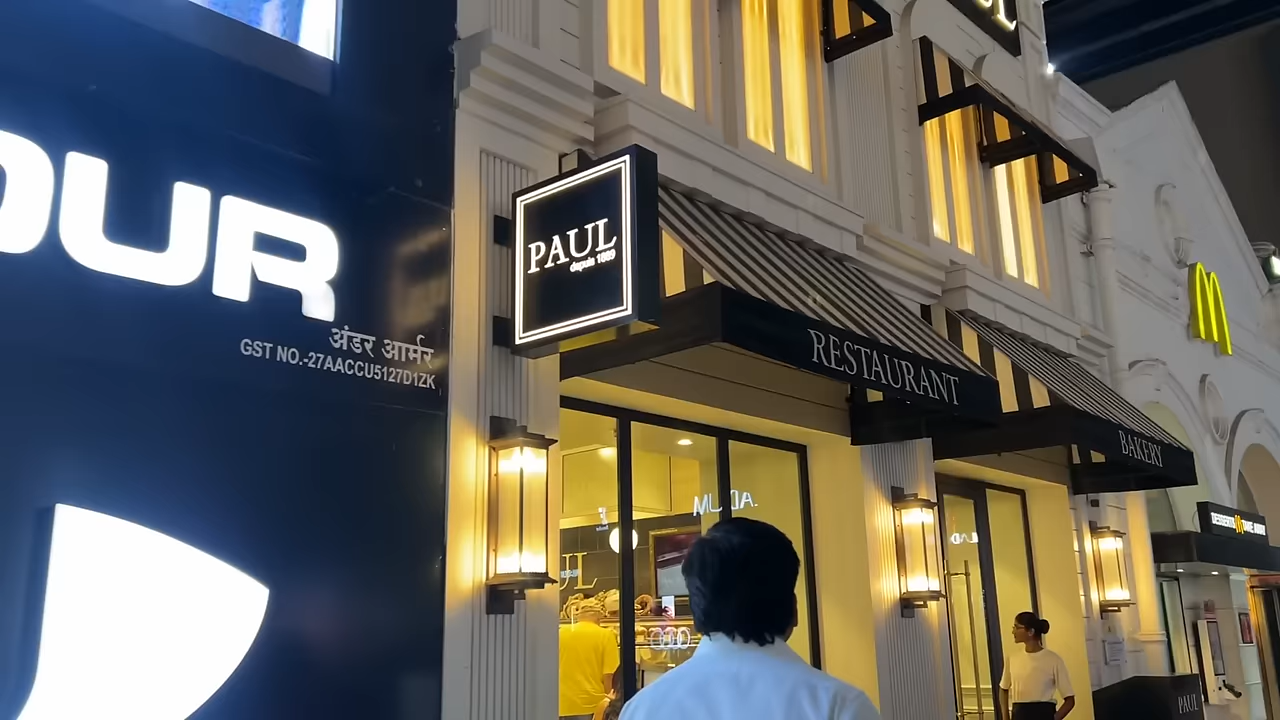 OUR
अंडर आर्मर
GST NO.-27AACCU5127D1ZK
PAUL
depuis 1889
RESTAURANT
BAKERY
PAUL